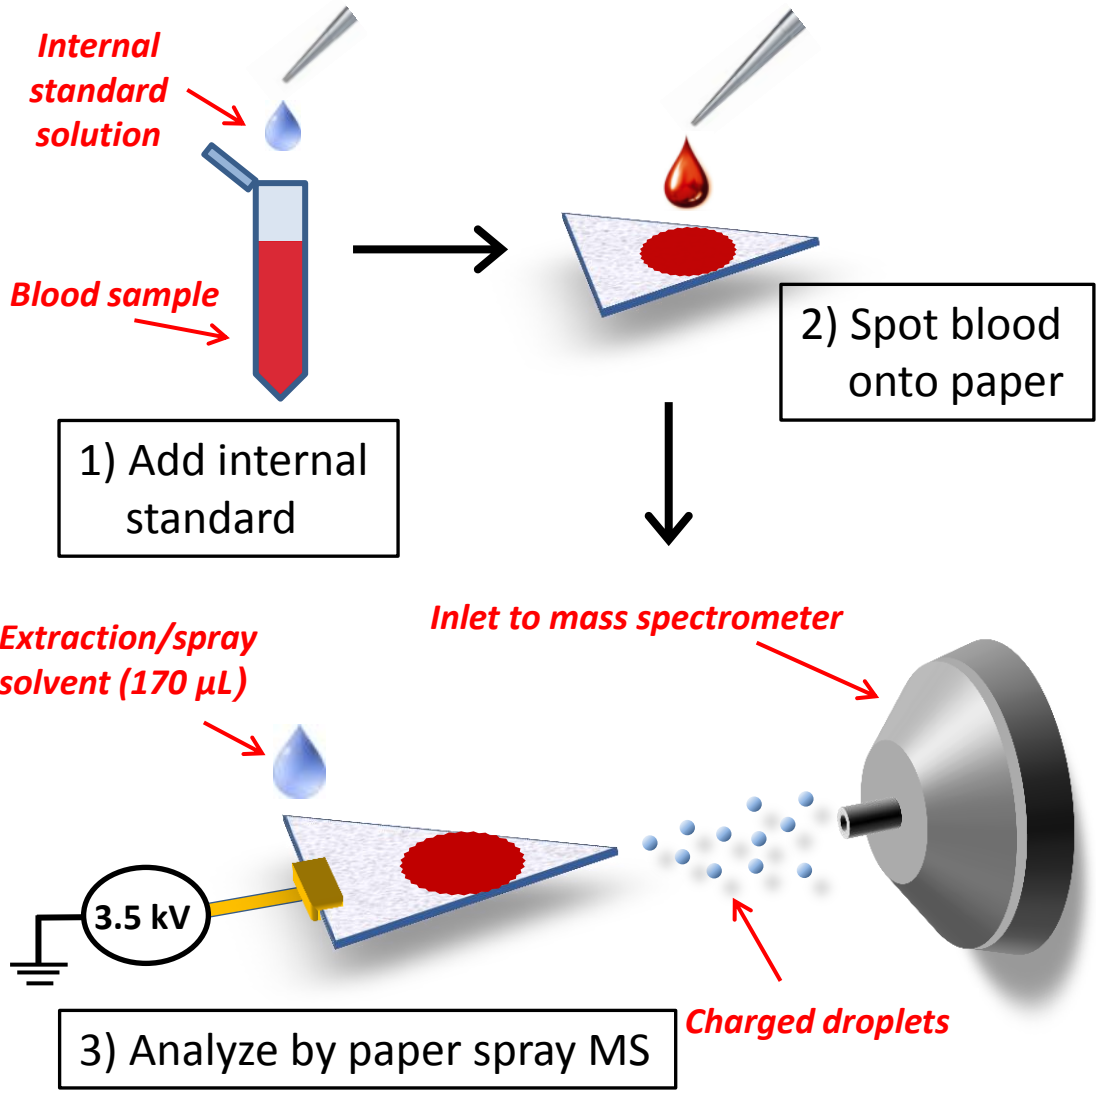 Internal
standard
solution
Blood sample
1) Add internal
standard
2) Spot blood
onto paper
Extraction/spray
solvent (170 µL)
Inlet to mass spectrometer
3.5 kV
Charged droplets
3) Analyze by paper spray MS